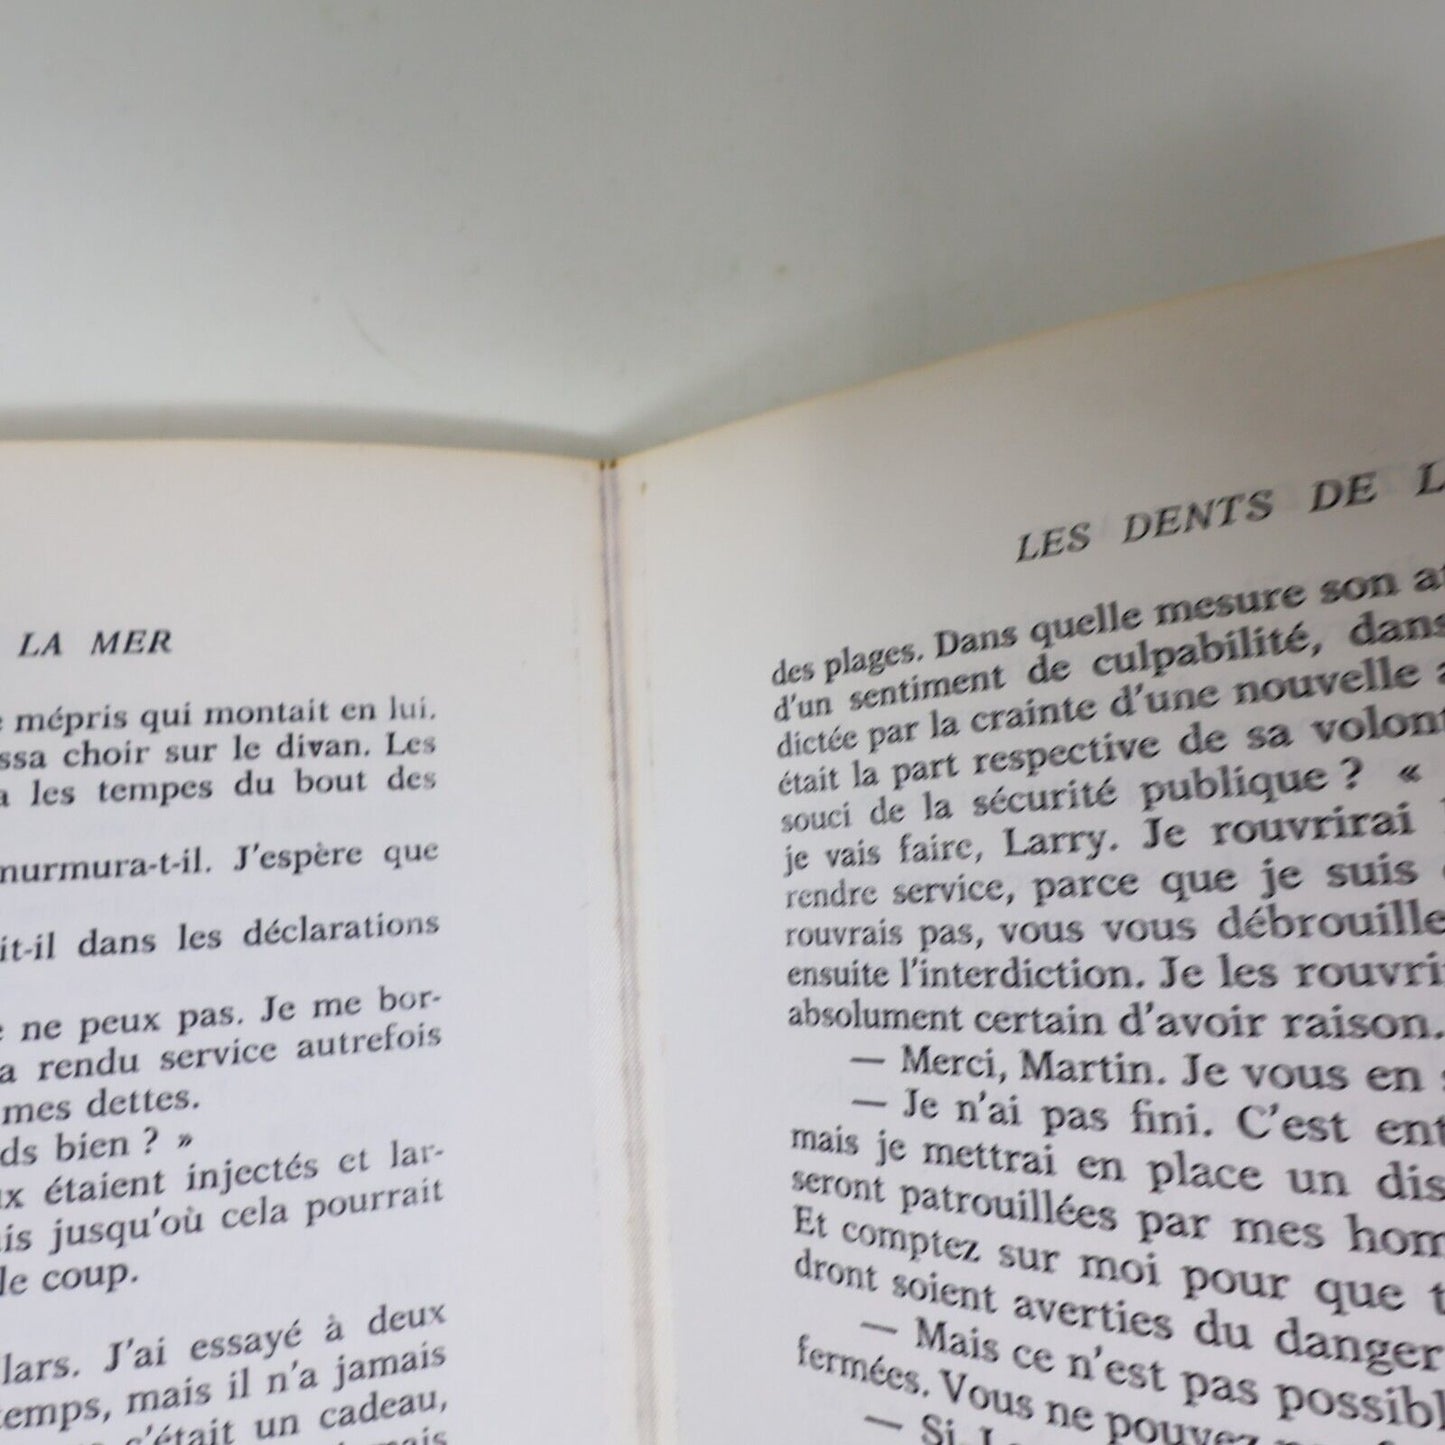 LA MER
mépris qui montait en lui.
ssa choir sur le divan. Les
a les tempes du bout des
murmura-t-il. J'espère que
it-il dans les déclarations
e ne peux pas. Je me bor-
a rendu service autrefois
mes dettes.
ds bien ? »
ux étaient injectés et lar-
is jusqu'où cela pourrait
le coup.
lars. J'ai essayé à deux
temps, mais il n'a jamais
c'était un cadeau,
LES DENTS DE L
des plages. Dans quelle mesure son
d'un sentiment de culpabilité, dans
dictée par la crainte d'une nouvelle a
était la part respective de sa volont
souci de la sécurité publique ? «
je vais faire, Larry. Je rouvrirai
rendre service, parce que je suis
rouvrais pas, vous vous débrouille
ensuite l'interdiction. Je les rouvri
absolument certain d'avoir raison.
— Merci, Martin. Je vous en
— Je n'ai pas fini. C'est ent
mais je mettrai en place un dis
seront patrouillées par mes hom
Et comptez sur moi pour que t
dront soient averties du danger
— Mais ce n'est pas possibl
fermées. Vous ne pouvez
— Si, L